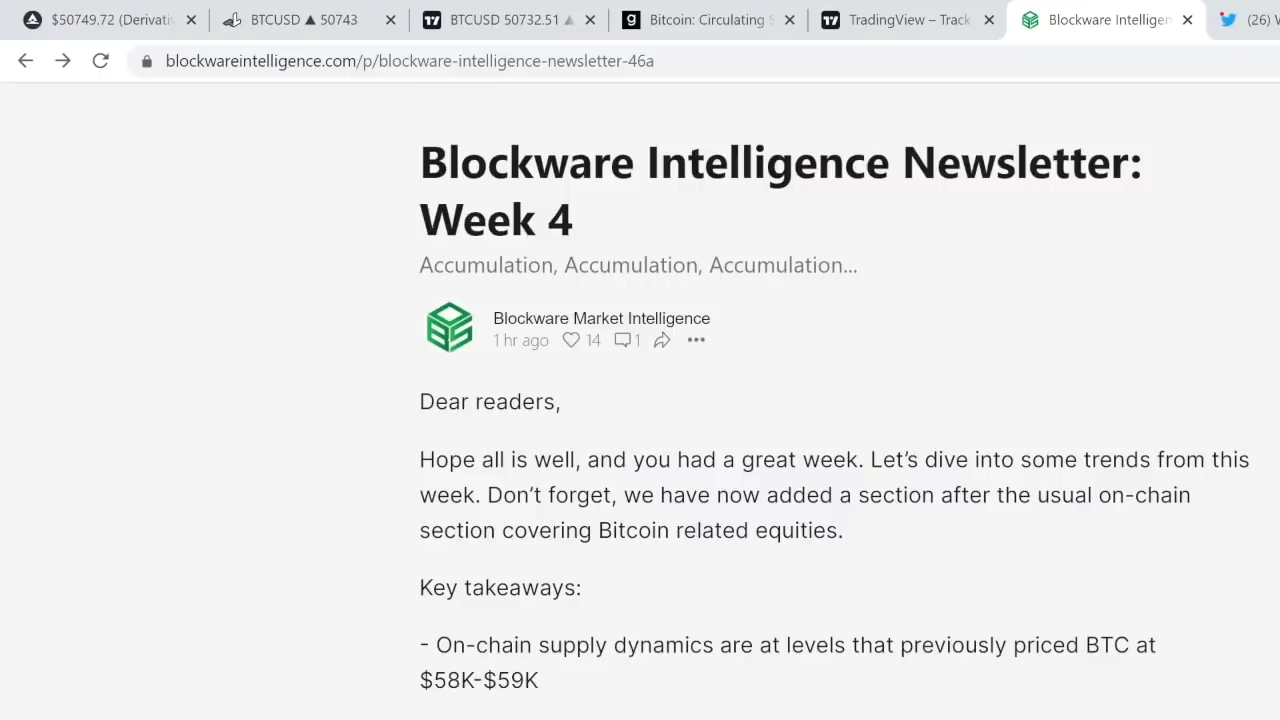 $50749.72 (Derivati
BTCUSD ▲ 50743
BTCUSD 50732.51 ▲
Bitcoin: Circulating S
TradingView – Track
Blockware Intelligen
(26)
blockwareintelligence.com/p/blockware-intelligence-newsletter-46a
Blockware Intelligence Newsletter:
Week 4
Accumulation, Accumulation, Accumulation...
Blockware Market Intelligence
1 hr ago 14 1
Dear readers,
Hope all is well, and you had a great week. Let’s dive into some trends from this
week. Don’t forget, we have now added a section after the usual on-chain
section covering Bitcoin related equities.
Key takeaways:
- On-chain supply dynamics are at levels that previously priced BTC at
$58K-$59K